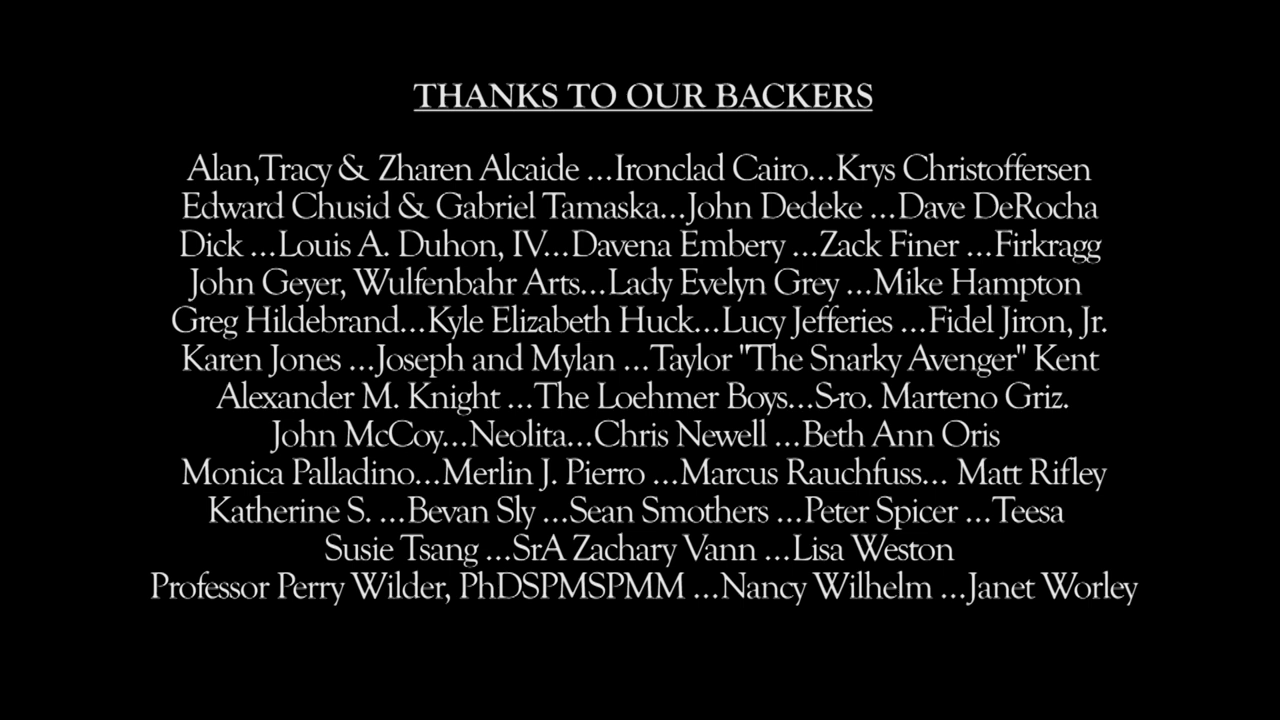 THANKS TO OUR BACKERS
Alan,Tracy & Zharen Alcaide ...Ironclad Cairo...Krys Christoffersen
Edward Chusid & Gabriel Tamaska...John Dedeke ...Dave DeRocha
Dick ...Louis A. Duhon, IV...Davena Embery ...Zack Finer ...Firkragg
John Geyer, Wulfenbahr Arts...Lady Evelyn Grey ...Mike Hampton
Greg Hildebrand...Kyle Elizabeth Huck...Lucy Jefferies ...Fidel Jiron, Jr.
Karen Jones ...Joseph and Mylan ...Taylor "The Snarky Avenger" Kent
Alexander M. Knight ...The Loehmer Boys...S-ro. Marteno Griz.
John McCoy...Neolita...Chris Newell ...Beth Ann Oris
Monica Palladino...Merlin J. Pierro ...Marcus Rauchfuss... Matt Rifley
Katherine S. ...Bevan Sly ...Sean Smothers ...Peter Spicer ...Teesa
Susie Tsang ...SrA Zachary Vann ...Lisa Weston
Professor Perry Wilder, PhDSPMSPMM ...Nancy Wilhelm ...Janet Worley